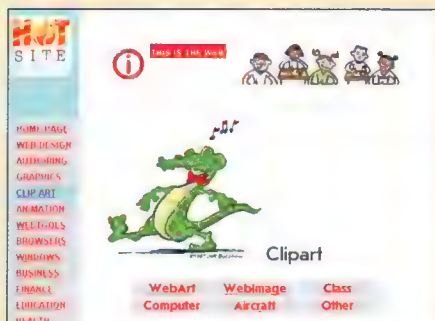 HOT
SITE
THIS IS THE WEB
HOME PAGE
WEB DESIGN
AUTHORING
GRAPHICS
CLIP ART
ANIMATION
WEBTOOLS
BROWSERS
WINDOWS
BUSINESS
FINANCE
EDUCATION
HEALTH
Clipart
WebArt WebImage Class
Computer Aircraft Other